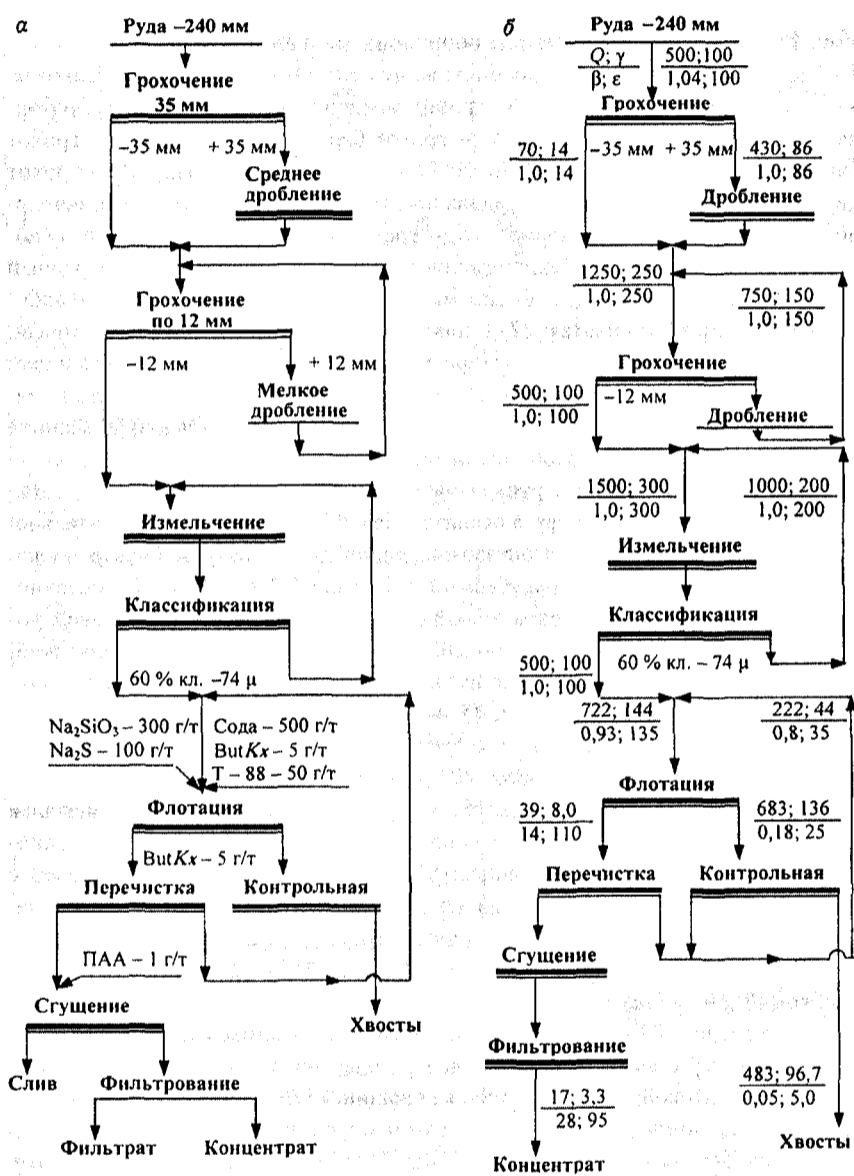 а
Руда –240 мм
Грохочение
35 мм
–35 мм
+ 35 мм
Среднее
дробление
Грохочение
по 12 мм
–12 мм
+ 12 мм
Мелкое
дробление
Измельчение
Классификация
60 % кл. –74 μ
Na₂SiO₃ – 300 г/т
Na₂S – 100 г/т
Сода – 500 г/т
ButKx – 5 г/т
Т – 88 – 50 г/т
Флотация
ButKx – 5 г/т
Перечистка
Контрольная
ПАА – 1 г/т
Сгущение
Хвосты
Слив
Фильтрование
Фильтрат
Концентрат
б
Руда –240 мм
Q; γ
β; ε
500; 100
1,04; 100
Грохочение
70; 14
1,0; 14
–35 мм
+ 35 мм
430; 86
1,0; 86
Дробление
1250; 250
1,0; 250
750; 150
1,0; 150
Грохочение
500; 100
1,0; 100
–12 мм
Дробление
1500; 300
1,0; 300
1000; 200
1,0; 200
Измельчение
Классификация
500; 100
1,0; 100
60 % кл. – 74 μ
722; 144
0,93; 135
222; 44
0,8; 35
Флотация
39; 8,0
14; 110
683; 136
0,18; 25
Перечистка
Контрольная
Сгущение
Фильтрование
17; 3,3
28; 95
483; 96,7
0,05; 5,0
Концентрат
Хвосты